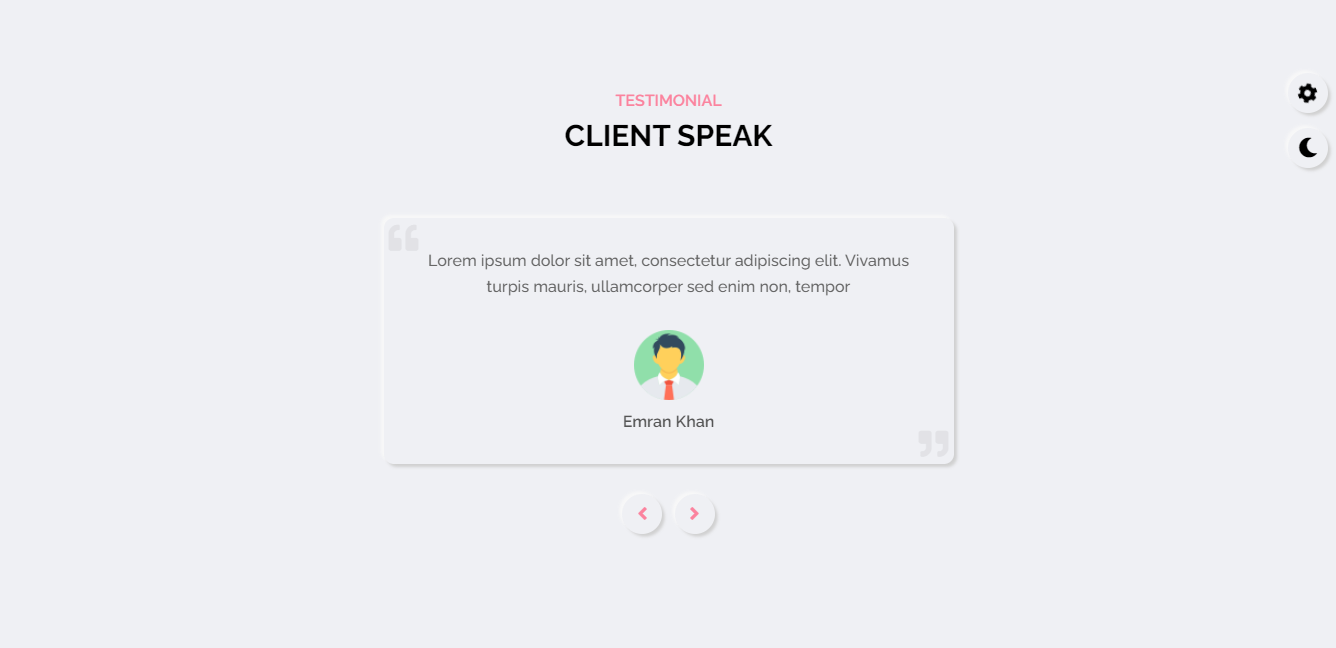 TESTIMONIAL
CLIENT SPEAK
Lorem ipsum dolor sit amet, consectetur adipiscing elit. Vivamus
turpis mauris, ullamcorper sed enim non, tempor
Emran Khan